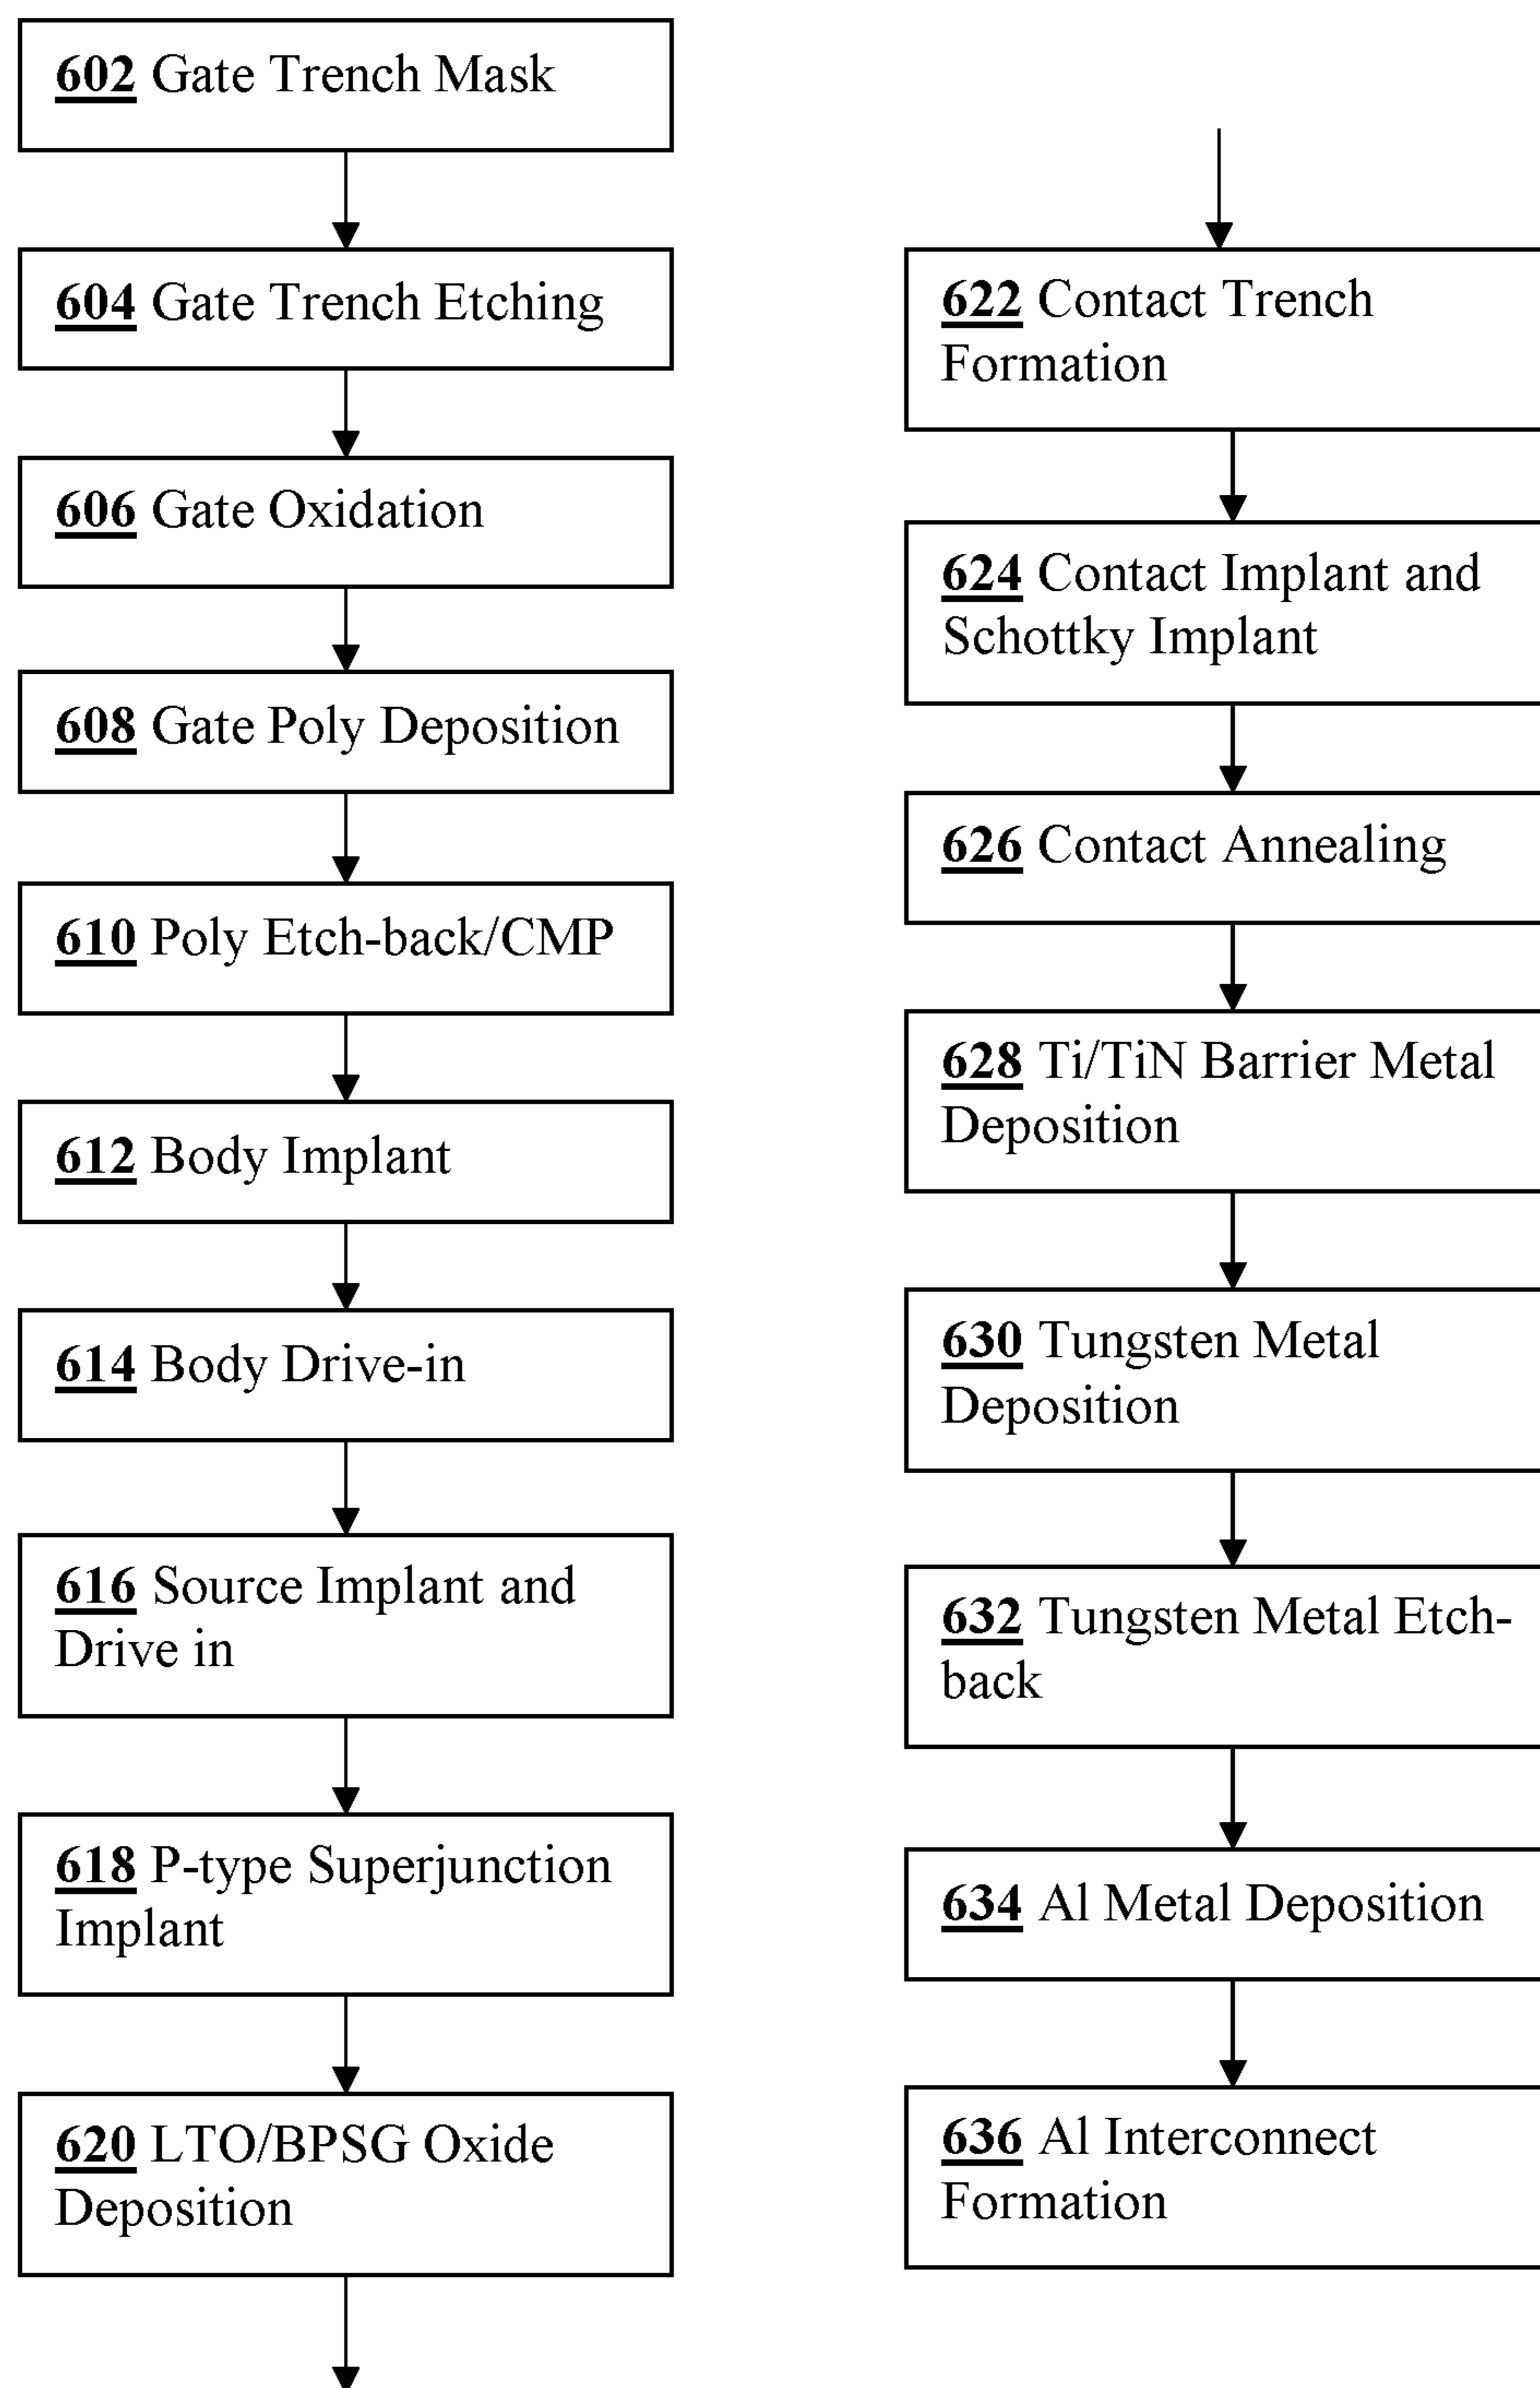 602 Gate Trench Mask
604 Gate Trench Etching
606 Gate Oxidation
608 Gate Poly Deposition
610 Poly Etch-back/CMP
612 Body Implant
614 Body Drive-in
616 Source Implant and
Drive in
618 P-type Superjunction
Implant
620 LTO/BPSG Oxide
Deposition
622 Contact Trench
Formation
624 Contact Implant and
Schottky Implant
626 Contact Annealing
628 Ti/TiN Barrier Metal
Deposition
630 Tungsten Metal
Deposition
632 Tungsten Metal Etch-
back
634 Al Metal Deposition
636 Al Interconnect
Formation